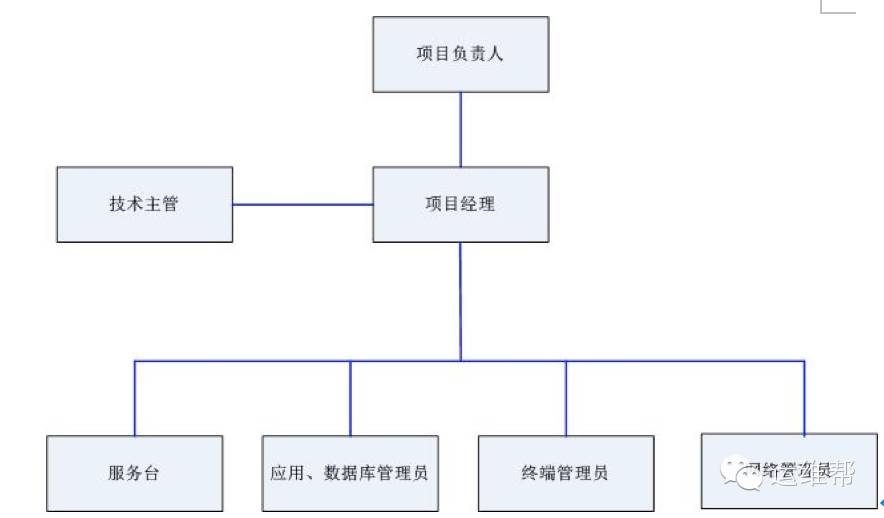 项目负责人
技术主管
项目经理
服务台
应用、数据库管理员
终端管理员
网络管理员
运维帮